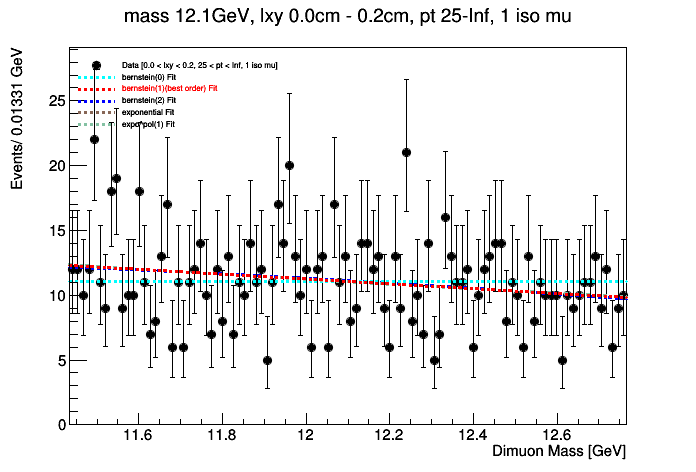 mass 12.1GeV, lxy 0.0cm - 0.2cm, pt 25-Inf, 1 iso mu
Events/ 0.01331 GeV
Data [0.0 < lxy < 0.2, 25 < pt < Inf, 1 iso mu]
bernstein(0) Fit
bernstein(1)(best order) Fit
bernstein(2) Fit
exponential Fit
expo*pol(1) Fit
25
20
15
10
5
0
11.6 11.8 12 12.2 12.4 12.6
Dimuon Mass [GeV]